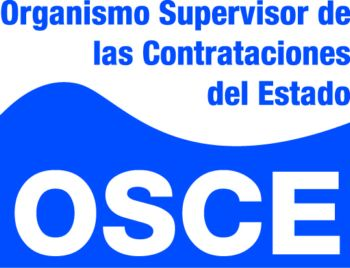 Organismo Supervisor de
las Contrataciones
del Estado
OSCE